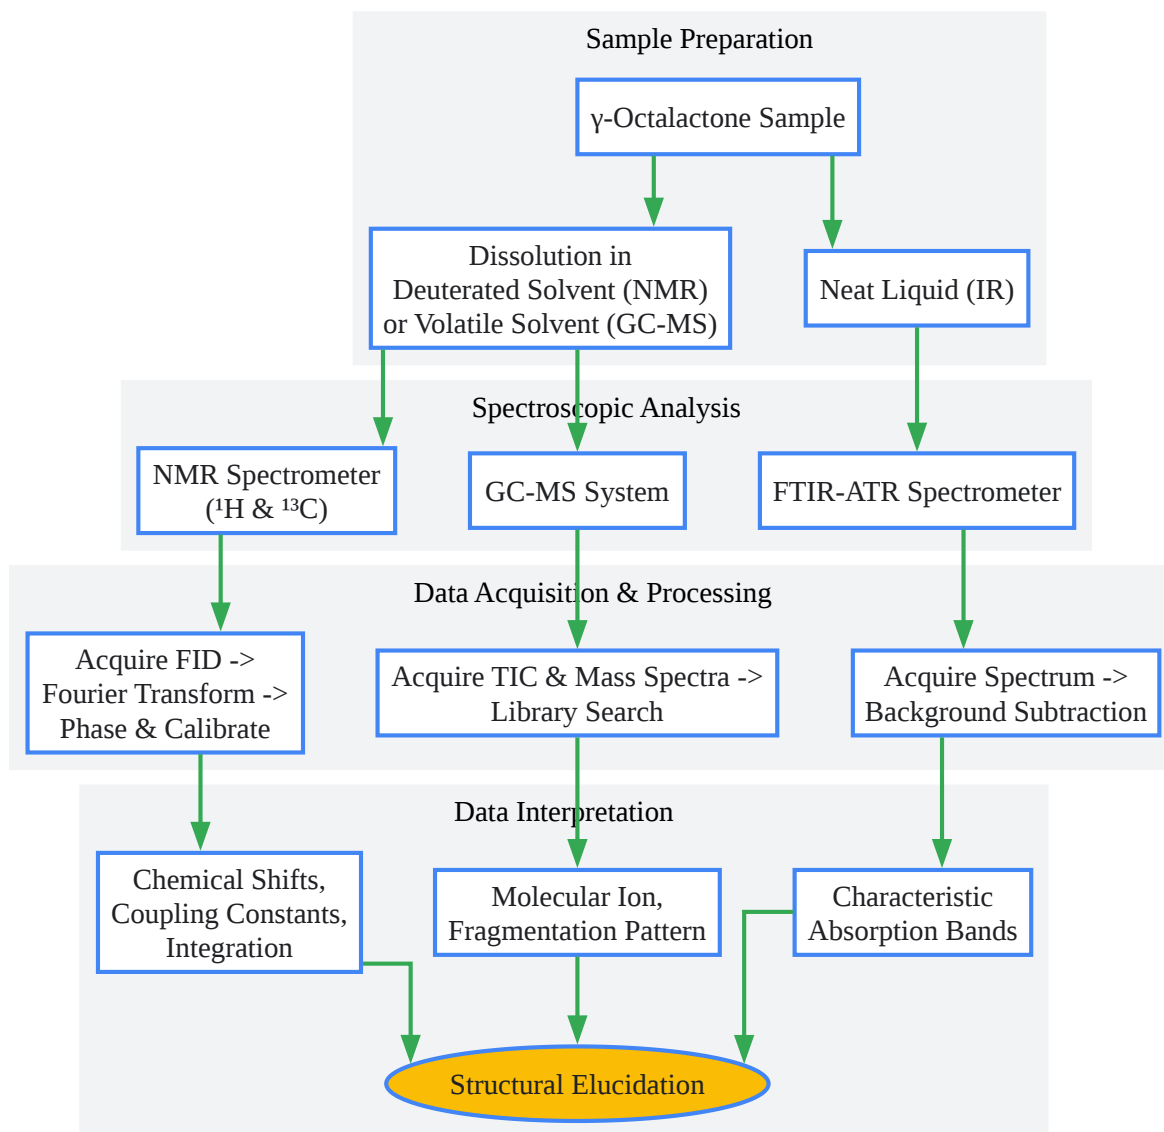 Sample Preparation
γ-Octalactone Sample
Dissolution in
Deuterated Solvent (NMR)
or Volatile Solvent (GC-MS)
Neat Liquid (IR)
Spectroscopic Analysis
NMR Spectrometer
(¹H & ¹³C)
GC-MS System
FTIR-ATR Spectrometer
Data Acquisition & Processing
Acquire FID ->
Fourier Transform ->
Phase & Calibrate
Acquire TIC & Mass Spectra ->
Library Search
Acquire Spectrum ->
Background Subtraction
Data Interpretation
Chemical Shifts,
Coupling Constants,
Integration
Molecular Ion,
Fragmentation Pattern
Characteristic
Absorption Bands
Structural Elucidation